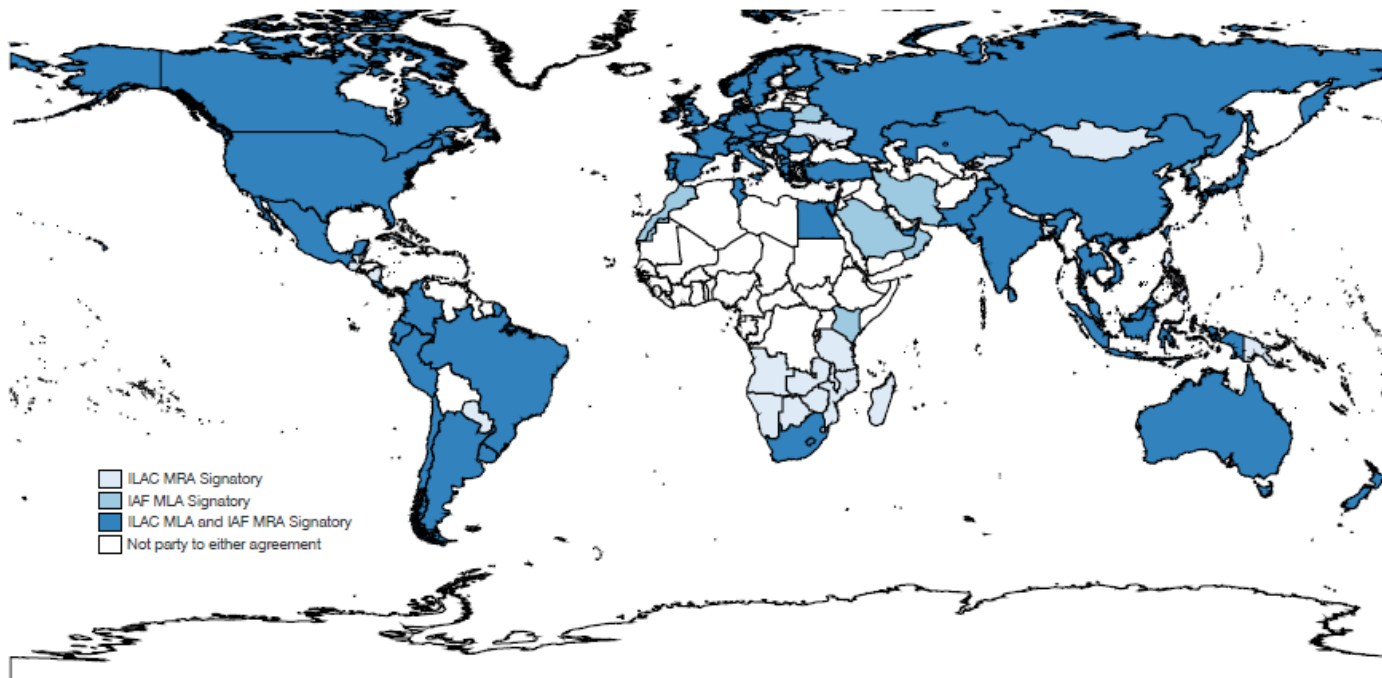 ILAC MRA Signatory
IAF MLA Signatory
ILAC MLA and IAF MRA Signatory
Not party to either agreement